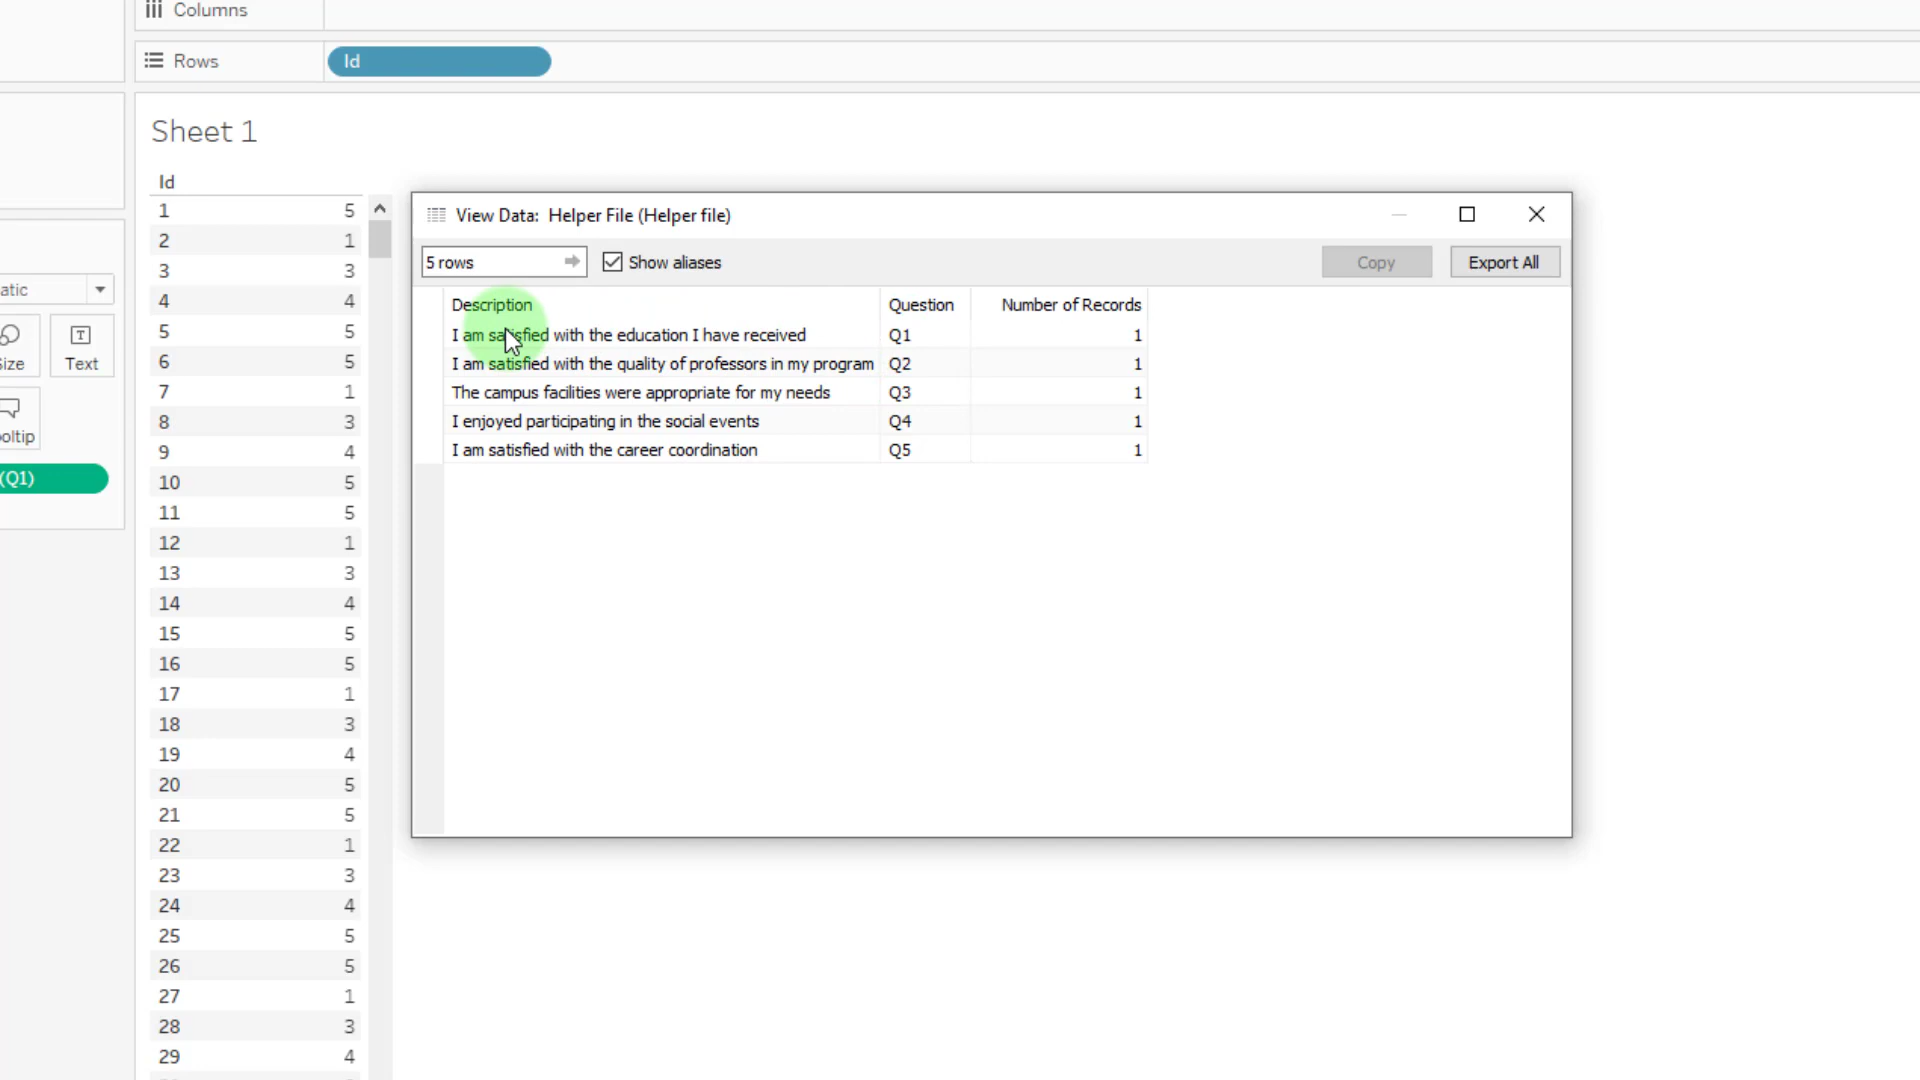 Columns
Rows Id
Sheet 1
Id
1 5
2 1
3 3
4 4
5 5
6 5
7 1
8 3
9 4
10 5
11 5
12 1
13 3
14 4
15 5
16 5
17 1
18 3
19 4
20 5
21 5
22 1
23 3
24 4
25 5
26 5
27 1
28 3
29 4
atic
ize
T
Text
oltip
(Q1)
View Data: Helper File (Helper file)
5 rows Show aliases Copy Export All
Description Question Number of Records
I am satisfied with the education I have received Q1 1
I am satisfied with the quality of professors in my program Q2 1
The campus facilities were appropriate for my needs Q3 1
I enjoyed participating in the social events Q4 1
I am satisfied with the career coordination Q5 1